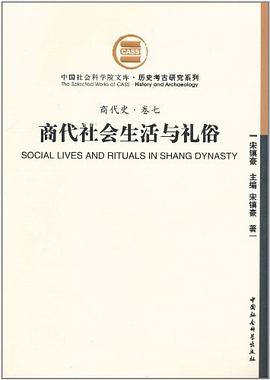 CASS
中国社会科学院文库·历史考古研究系列
The Selected Works of CASS · History and Archaeology
商代史·卷七
商代社会生活与礼俗
SOCIAL LIVES AND RITUALS IN SHANG DYNASTY
宋镇豪 主编 宋镇豪 著
中国社会科学出版社